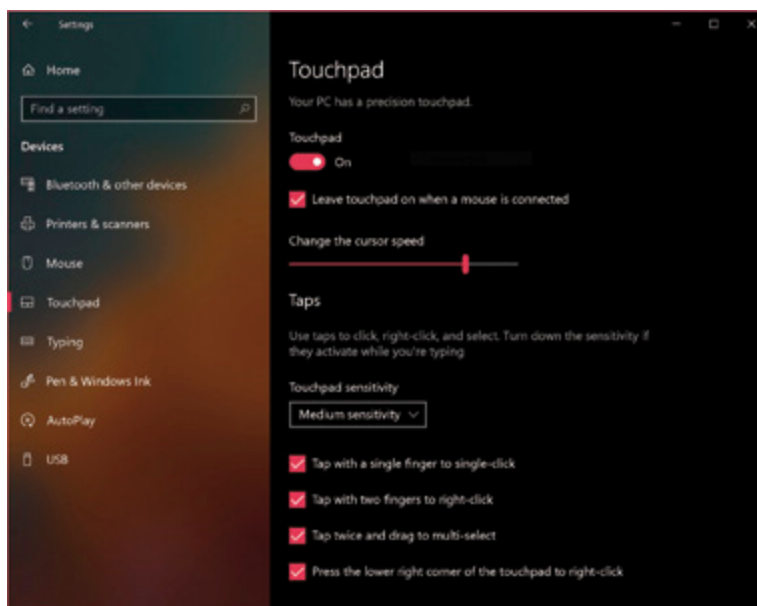 Settings
Home
Find a setting
Devices
Bluetooth & other devices
Printers & scanners
Mouse
Touchpad
Typing
Pen & Windows Ink
AutoPlay
USB
Touchpad
Your PC has a precision touchpad.
Touchpad
On
Leave touchpad on when a mouse is connected
Change the cursor speed
Taps
Use taps to click, right-click, and select. Turn down the sensitivity if
they activate while you're typing
Touchpad sensitivity
Medium sensitivity
Tap with a single finger to single-click
Tap with two fingers to right-click
Tap twice and drag to multi-select
Press the lower right corner of the touchpad to right-click